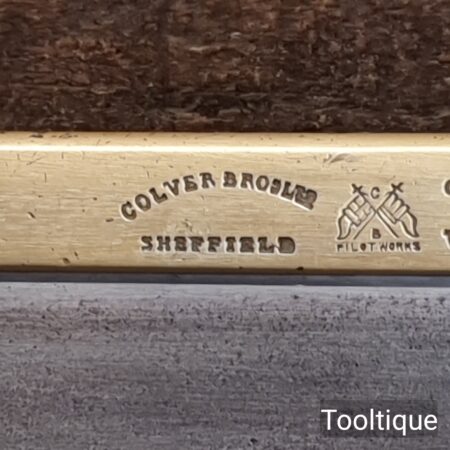 COLVER BROS LTD
SHEFFIELD
C
B
PILOT WORKS
Tooltique